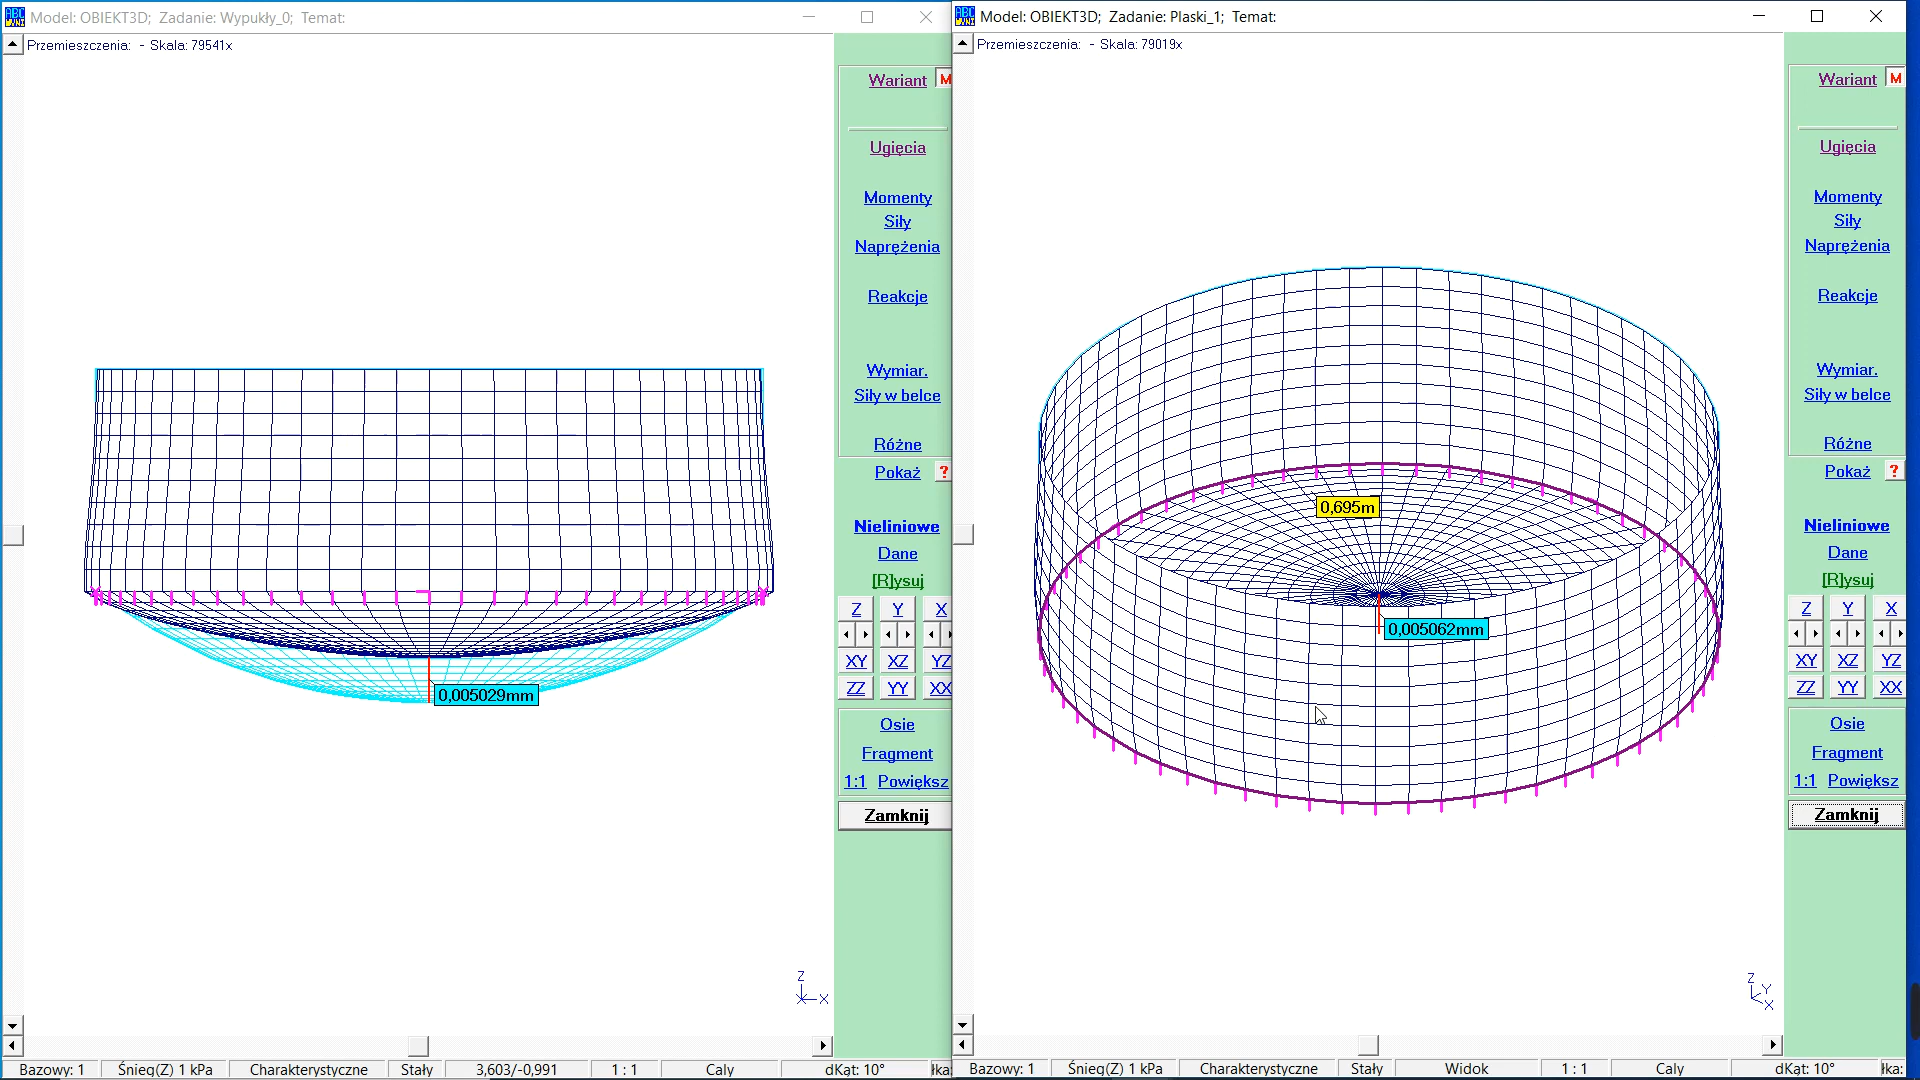 Model: OBIEKT3D; Zadanie: Wypukły_0; Temat:
Przemieszczenia: - Skala: 79541x
Wariant M
Ugięcia
Momenty
Siły
Naprężenia
Reakcje
Wymiar.
Siły w belce
Różne
Pokaż ?
Nieliniowe
Dane
[R]ysuj
Z Y X
XY XZ YZ
ZZ YY XX
Osie
Fragment
1:1 Powiększ
Zamknij
0,005029mm
Z
X
Bazowy: 1 Śnieg(Z) 1 kPa Charakterystyczne Stały 3,603/-0,991 1 : 1 Cały dKąt: 10°
Model: OBIEKT3D; Zadanie: Plaski_1; Temat:
Przemieszczenia: - Skala: 79019x
Wariant M
Ugięcia
Momenty
Siły
Naprężenia
Reakcje
Wymiar.
Siły w belce
Różne
Pokaż ?
Nieliniowe
Dane
[R]ysuj
Z Y X
XY XZ YZ
ZZ YY XX
Osie
Fragment
1:1 Powiększ
Zamknij
0,695m
0,005062mm
Z
Y
X
Bazowy: 1 Śnieg(Z) 1 kPa Charakterystyczne Stały Widok 1 : 1 Cały dKąt: 10° łka: